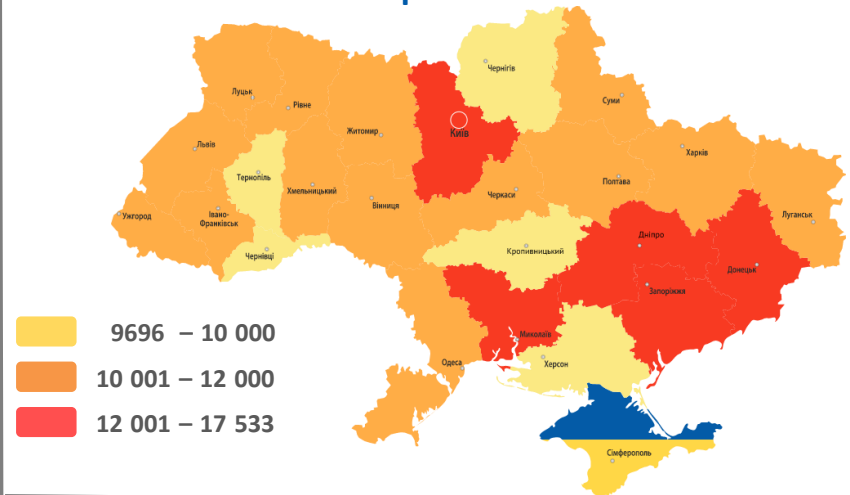 Чернігів
Луцьк
Рівне
Суми
Житомир
Київ
Львів
Харків
Тернопіль
Хмельницький
Полтава
Вінниця
Черкаси
Ужгород
Івано-
Франківськ
Луганськ
Чернівці
Кропивницький
Дніпро
Донецьк
Запоріжжя
Миколаїв
Одеса
Херсон
Сімферополь
9696 – 10 000
10 001 – 12 000
12 001 – 17 533